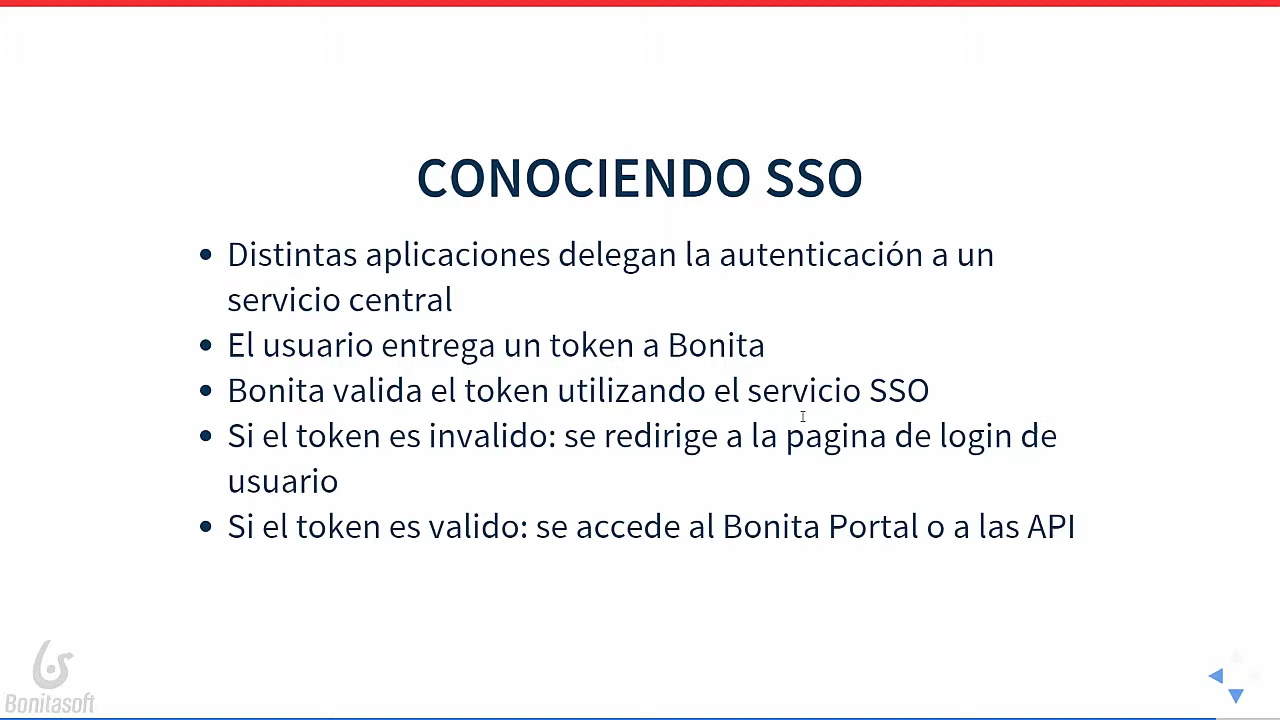 CONOCIENDO SSO
Distintas aplicaciones delegan la autenticación a un
servicio central
El usuario entrega un token a Bonita
Bonita valida el token utilizando el servicio SSO
Si el token es invalido: se redirige a la pagina de login de
usuario
Si el token es valido: se accede al Bonita Portal o a las API
Bonitasoft